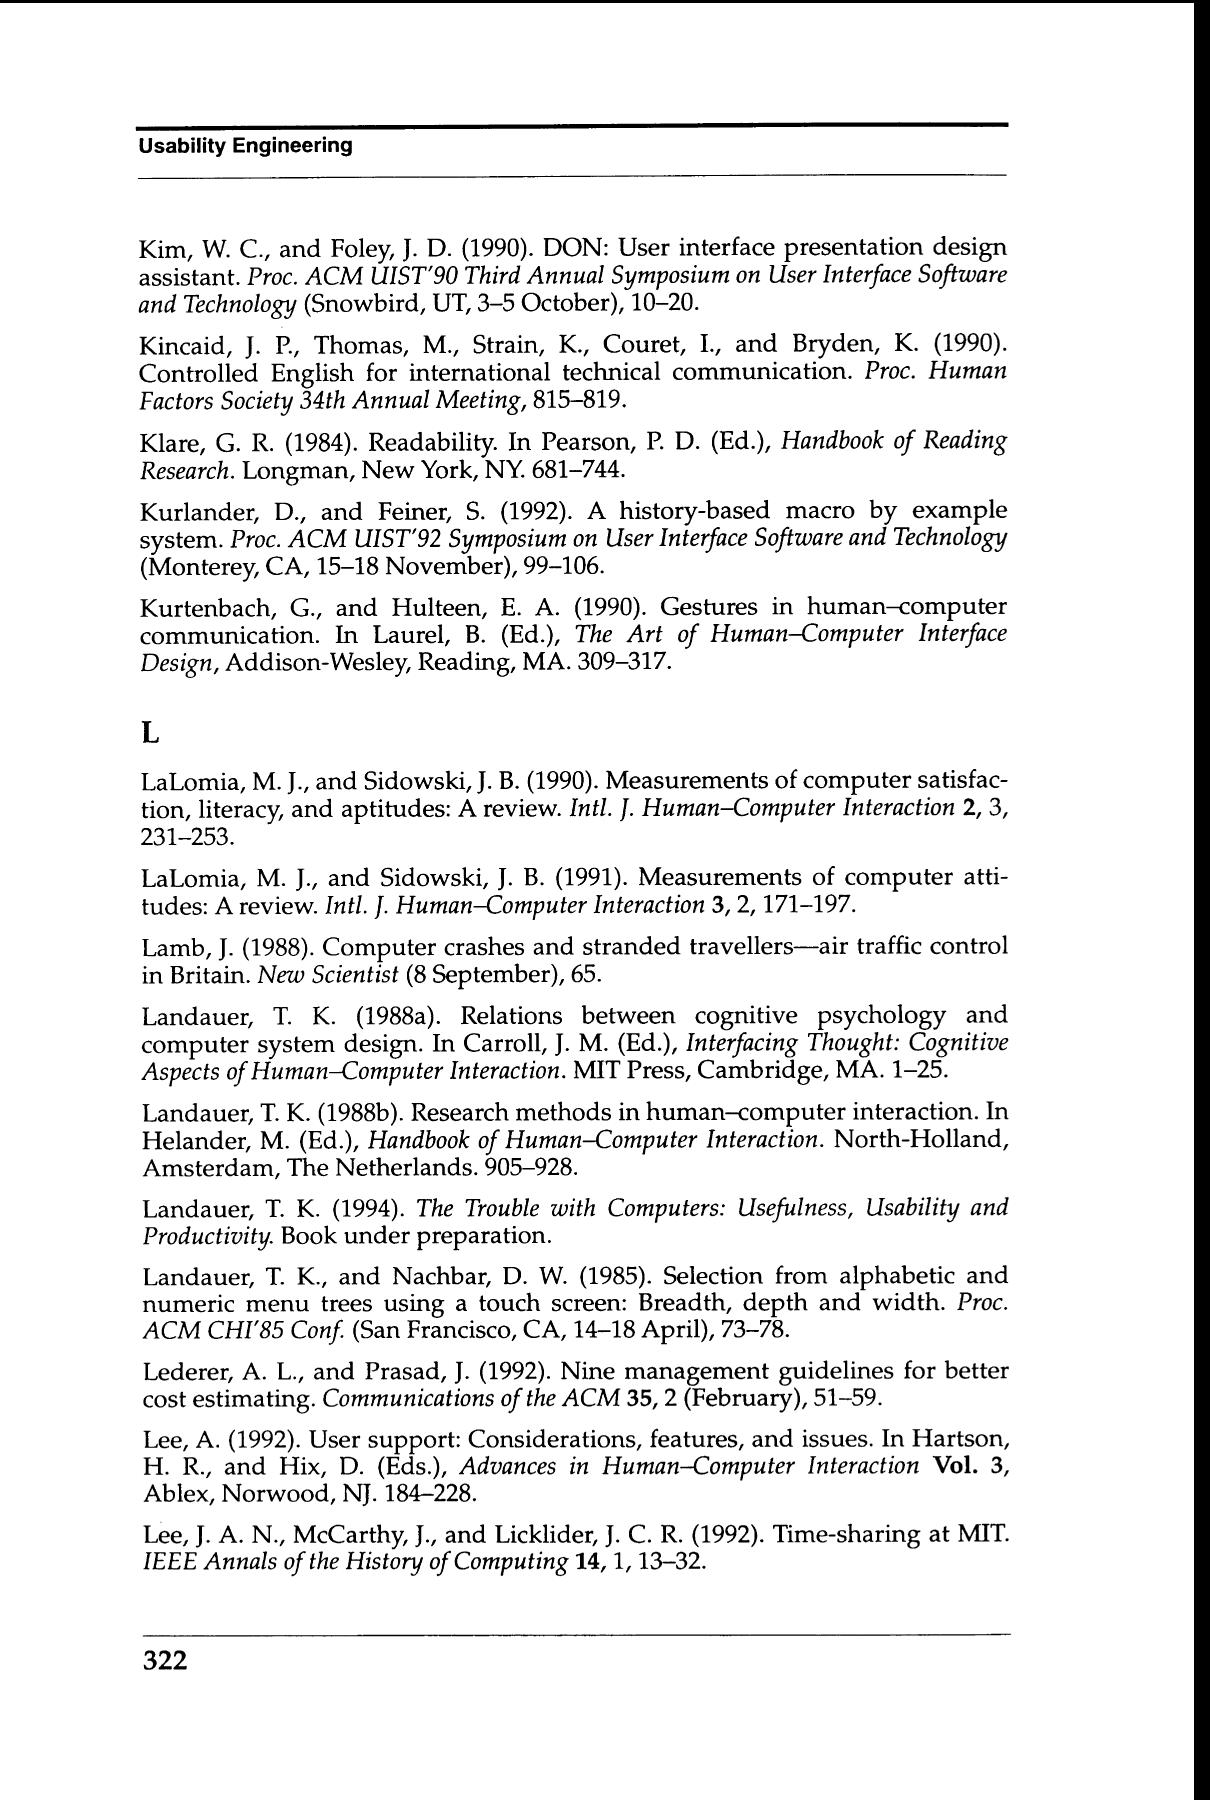 Usability Engineering
Kim, W. C., and Foley, J. D. (1990). DON: User interface presentation design
assistant. Proc. ACM UIST'90 Third Annual Symposium on User Interface Software
and Technology (Snowbird, UT, 3–5 October), 10–20.
Kincaid, J. P., Thomas, M., Strain, K., Couret, I., and Bryden, K. (1990).
Controlled English for international technical communication. Proc. Human
Factors Society 34th Annual Meeting, 815–819.
Klare, G. R. (1984). Readability. In Pearson, P. D. (Ed.), Handbook of Reading
Research. Longman, New York, NY. 681–744.
Kurlander, D., and Feiner, S. (1992). A history-based macro by example
system. Proc. ACM UIST'92 Symposium on User Interface Software and Technology
(Monterey, CA, 15–18 November), 99–106.
Kurtenbach, G., and Hulteen, E. A. (1990). Gestures in human–computer
communication. In Laurel, B. (Ed.), The Art of Human–Computer Interface
Design, Addison-Wesley, Reading, MA. 309–317.
L
LaLomia, M. J., and Sidowski, J. B. (1990). Measurements of computer satisfac-
tion, literacy, and aptitudes: A review. Intl. J. Human–Computer Interaction 2, 3,
231–253.
LaLomia, M. J., and Sidowski, J. B. (1991). Measurements of computer atti-
tudes: A review. Intl. J. Human–Computer Interaction 3, 2, 171–197.
Lamb, J. (1988). Computer crashes and stranded travellers—air traffic control
in Britain. New Scientist (8 September), 65.
Landauer, T. K. (1988a). Relations between cognitive psychology and
computer system design. In Carroll, J. M. (Ed.), Interfacing Thought: Cognitive
Aspects of Human–Computer Interaction. MIT Press, Cambridge, MA. 1–25.
Landauer, T. K. (1988b). Research methods in human–computer interaction. In
Helander, M. (Ed.), Handbook of Human–Computer Interaction. North-Holland,
Amsterdam, The Netherlands. 905–928.
Landauer, T. K. (1994). The Trouble with Computers: Usefulness, Usability and
Productivity. Book under preparation.
Landauer, T. K., and Nachbar, D. W. (1985). Selection from alphabetic and
numeric menu trees using a touch screen: Breadth, depth and width. Proc.
ACM CHI'85 Conf. (San Francisco, CA, 14–18 April), 73–78.
Lederer, A. L., and Prasad, J. (1992). Nine management guidelines for better
cost estimating. Communications of the ACM 35, 2 (February), 51–59.
Lee, A. (1992). User support: Considerations, features, and issues. In Hartson,
H. R., and Hix, D. (Eds.), Advances in Human–Computer Interaction Vol. 3,
Ablex, Norwood, NJ. 184–228.
Lee, J. A. N., McCarthy, J., and Licklider, J. C. R. (1992). Time-sharing at MIT.
IEEE Annals of the History of Computing 14, 1, 13–32.
322